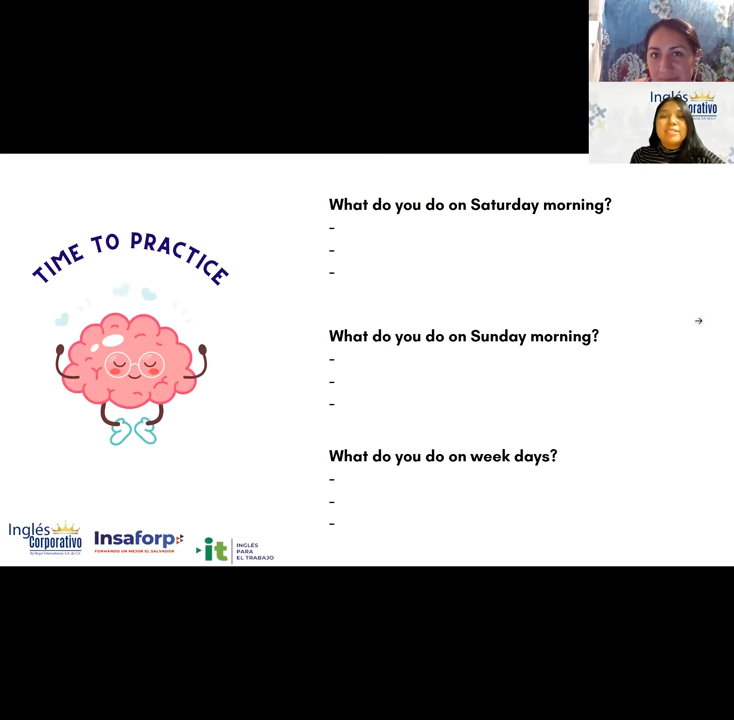 Inglés
Corporativo
TIME TO PRACTICE
What do you do on Saturday morning?
-
-
-
What do you do on Sunday morning?
-
-
-
What do you do on week days?
-
-
-
Inglés
Corporativo
Insaforp
FORMANDO UN MEJOR EL SALVADOR
it
INGLÉS
PARA
EL TRABAJO